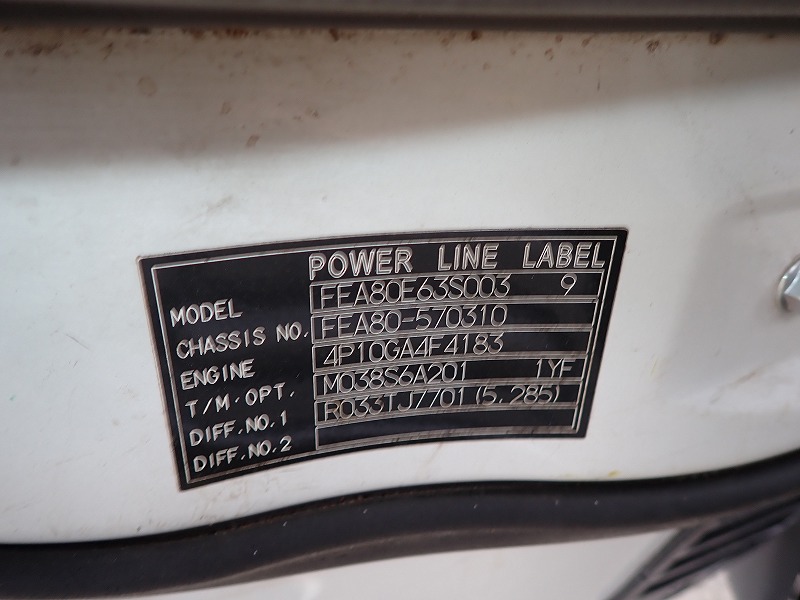 POWER LINE LABEL
MODEL FEA80E63S003 9
CHASSIS NO. FEA80-570310
ENGINE 4P10GA4F4183
T/M·OPT. M038S6A201 1YF
DIFF.NO.1 R033TJ7701(5.285)
DIFF.NO.2